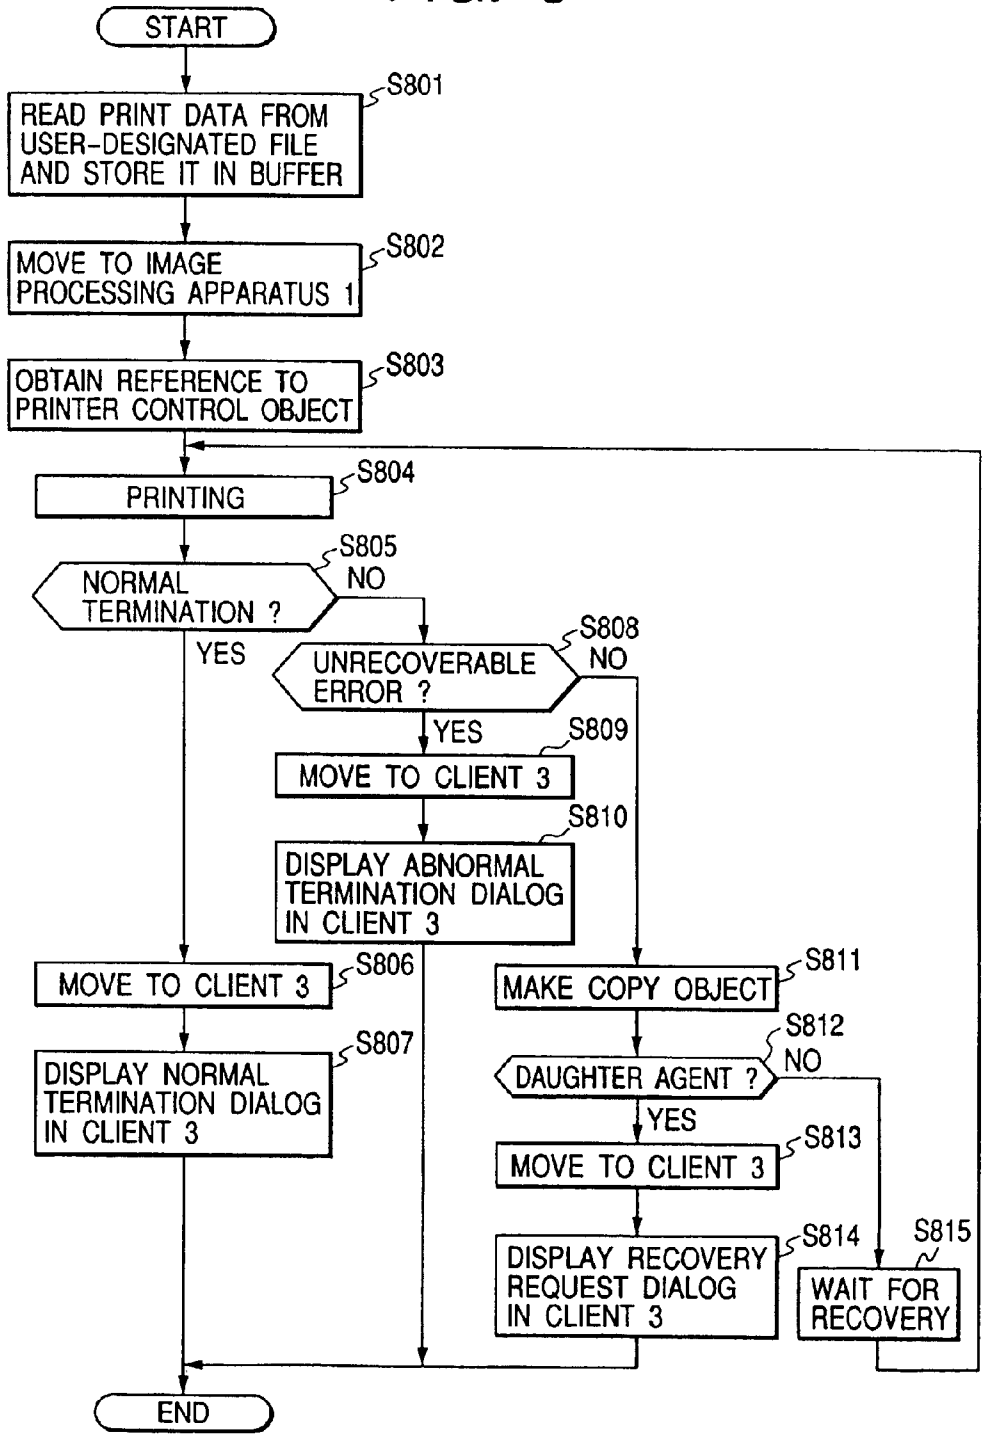 START
S801
READ PRINT DATA FROM
USER-DESIGNATED FILE
AND STORE IT IN BUFFER
S802
MOVE TO IMAGE
PROCESSING APPARATUS 1
S803
OBTAIN REFERENCE TO
PRINTER CONTROL OBJECT
S804
PRINTING
S805
NORMAL
TERMINATION ?
NO
YES
S808
UNRECOVERABLE
ERROR ?
NO
YES
S809
MOVE TO CLIENT 3
S810
DISPLAY ABNORMAL
TERMINATION DIALOG
IN CLIENT 3
S806
MOVE TO CLIENT 3
S807
DISPLAY NORMAL
TERMINATION DIALOG
IN CLIENT 3
S811
MAKE COPY OBJECT
S812
DAUGHTER AGENT ?
NO
YES
S813
MOVE TO CLIENT 3
S814
DISPLAY RECOVERY
REQUEST DIALOG
IN CLIENT 3
S815
WAIT FOR
RECOVERY
END